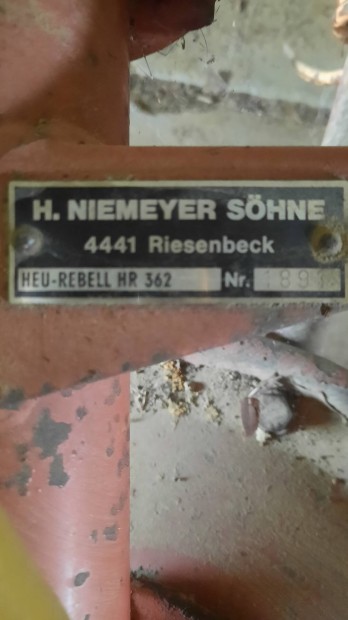 H. NIEMEYER SÖHNE
4441 Riesenbeck
HEU-REBELL HR 362 Nr.